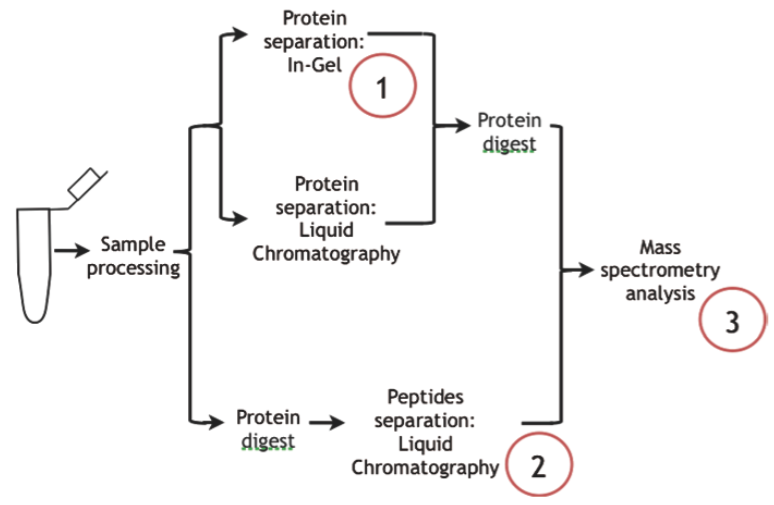 Protein
separation:
In-Gel
1
Protein
digest
Protein
separation:
Liquid
Chromatography
Sample
processing
Mass
spectrometry
analysis
3
Protein
digest
Peptides
separation:
Liquid
Chromatography
2